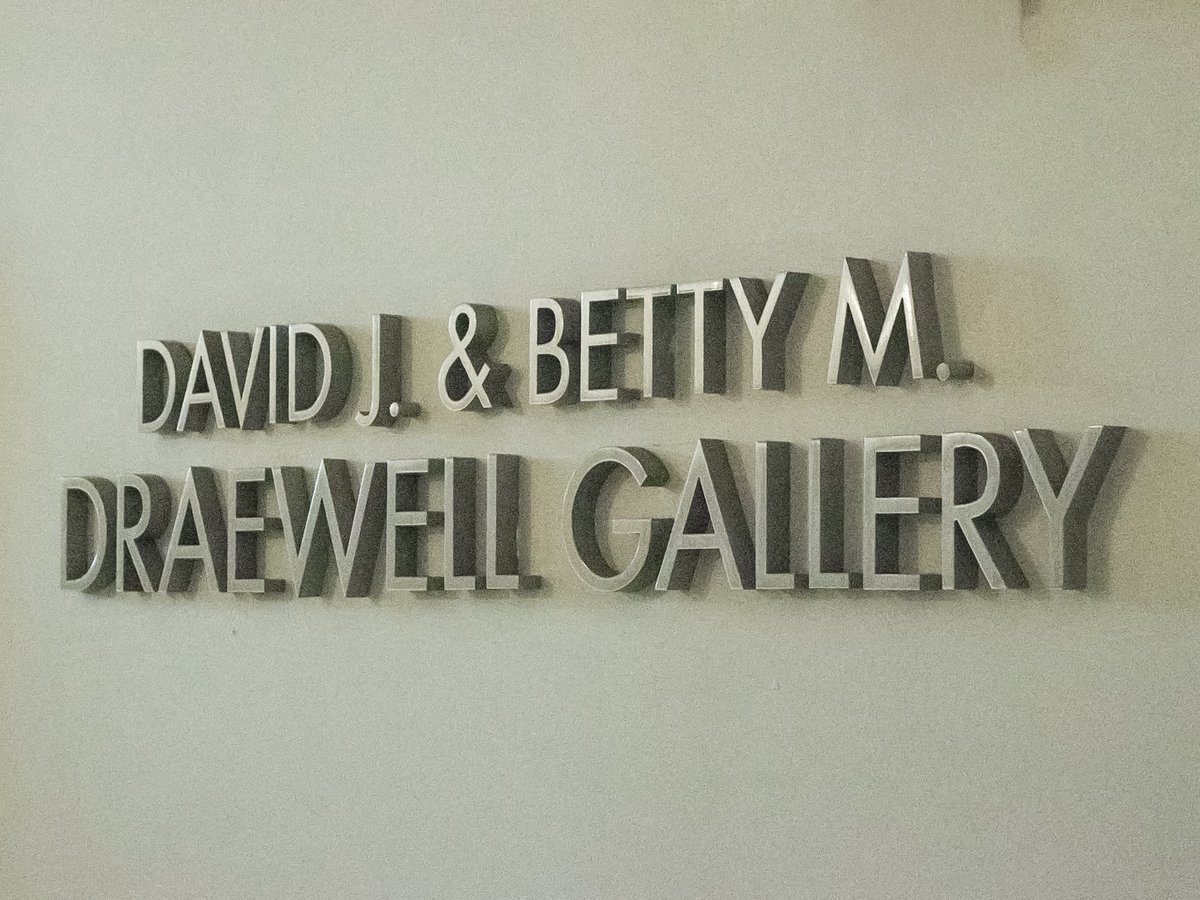 DAVID J. & BETTY M.
DRAEWELL GALLERY